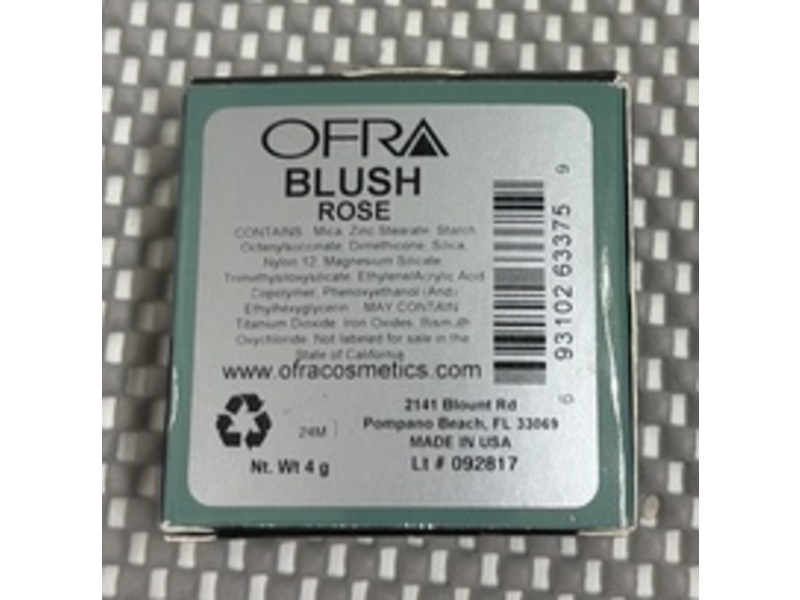 OFRA
BLUSH
ROSE
CONTAINS: Mica, Zinc Stearate, Starch
Octenylsuccinate, Dimethicone, Silica,
Nylon 12, Magnesium Silicate,
Trimethylsiloxysilicate, Ethylene/Acrylic Acid
Copolymer, Phenoxyethanol (And)
Ethylhexyglycerin MAY CONTAIN
Titanium Dioxide, Iron Oxides, Bismuth
Oxychloride: Not labeled for sale in the
State of California
www.ofracosmetics.com
24M
Nt. Wt 4 g
2141 Blount Rd
Pompano Beach, FL 33069
MADE IN USA
Lt # 092817
6 93102 63375 9